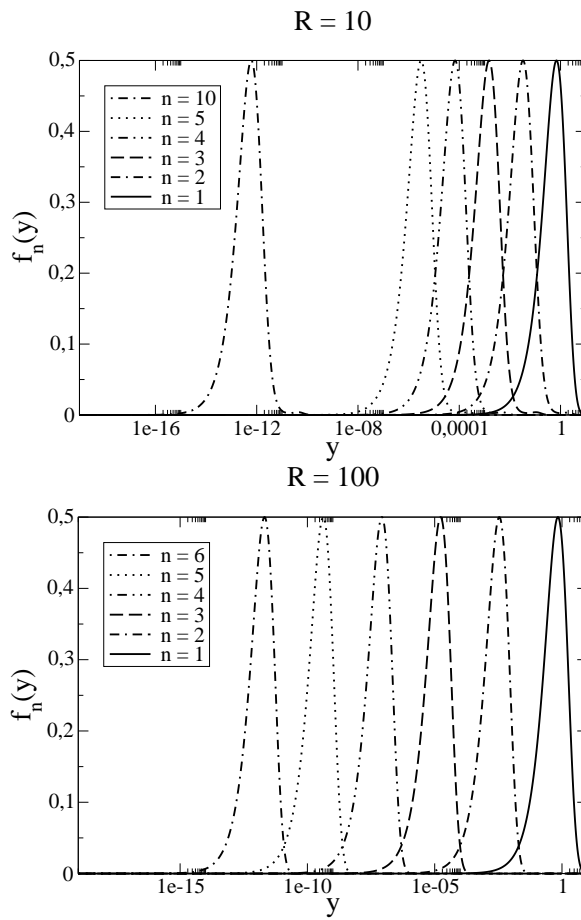 R = 10
0,5
0,4
0,3
0,2
0,1
0
f_n(y)
n = 10
n = 5
n = 4
n = 3
n = 2
n = 1
1e-16 1e-12 1e-08 0,0001 1
y
R = 100
0,5
0,4
0,3
0,2
0,1
0
f_n(y)
n = 6
n = 5
n = 4
n = 3
n = 2
n = 1
1e-15 1e-10 1e-05 1
y